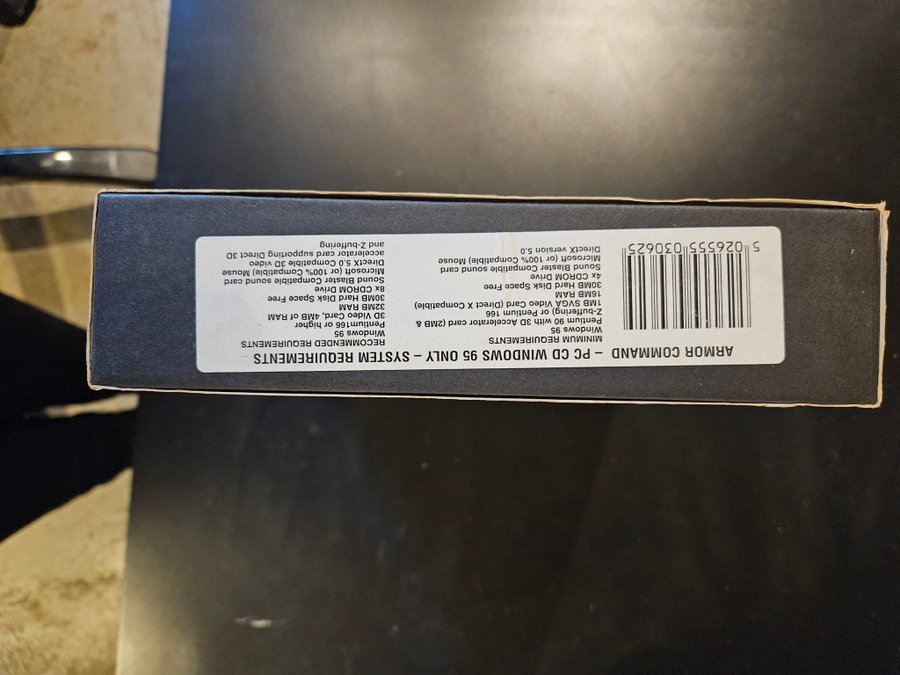 ARMOR COMMAND – PC CD WINDOWS 95 ONLY – SYSTEM REQUIREMENTS
5 026555 030625
MINIMUM REQUIREMENTS
Windows 95
Pentium 90 with 3D Accelerator card (2MB &
Z-buffering) or Pentium 166
1MB SVGA Video Card (Direct X Compatible)
16MB RAM
30MB Hard Disk Space Free
4x CDROM Drive
Sound Blaster Compatible sound card
Microsoft (or 100% Compatible) Mouse
DirectX version 5.0
RECOMMENDED REQUIREMENTS
Windows 95
Pentium166 or higher
3D Video Card, 4MB of RAM
32MB RAM
30MB Hard Disk Space Free
8x CDROM Drive
Sound Blaster Compatible sound card
Microsoft (or 100% Compatible) Mouse
DirectX 5.0 Compatible 3D video
accelerator card supporting Direct 3D
and Z-buffering